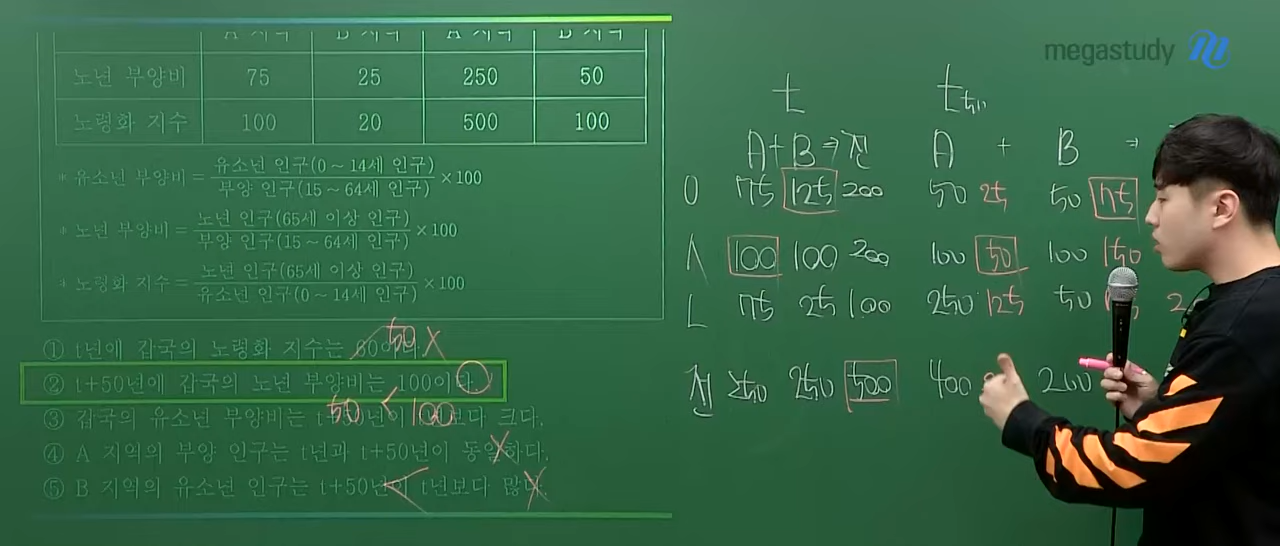 megastudy
노년 부양비 75 25 250 50
노령화 지수 100 20 500 100
* 유소년 부양비 = 유소년 인구(0 ~ 14세 인구) / 부양 인구(15 ~ 64세 인구) × 100
* 노년 부양비 = 노년 인구(65세 이상 인구) / 부양 인구(15 ~ 64세 인구) × 100
* 노령화 지수 = 노년 인구(65세 이상 인구) / 유소년 인구(0 ~ 14세 인구) × 100
① t년에 갑국의 노령화 지수는 60이다. 50 X
② t+50년에 갑국의 노년 부양비는 100이다.
50 < 100
③ 갑국의 유소년 부양비는 t+50년이 보다 크다.
④ A 지역의 부양 인구는 t년과 t+50년이 동일하다. X
⑤ B 지역의 유소년 인구는 t+50년이 < t년보다 많다. X
t t+50
A + B ⇒ 전 A + B ⇒
유 75 125 200 50 25 50 75
100 100 200 100 50 100 150
75 25 100 250 125 50
전 250 250 500 400 200